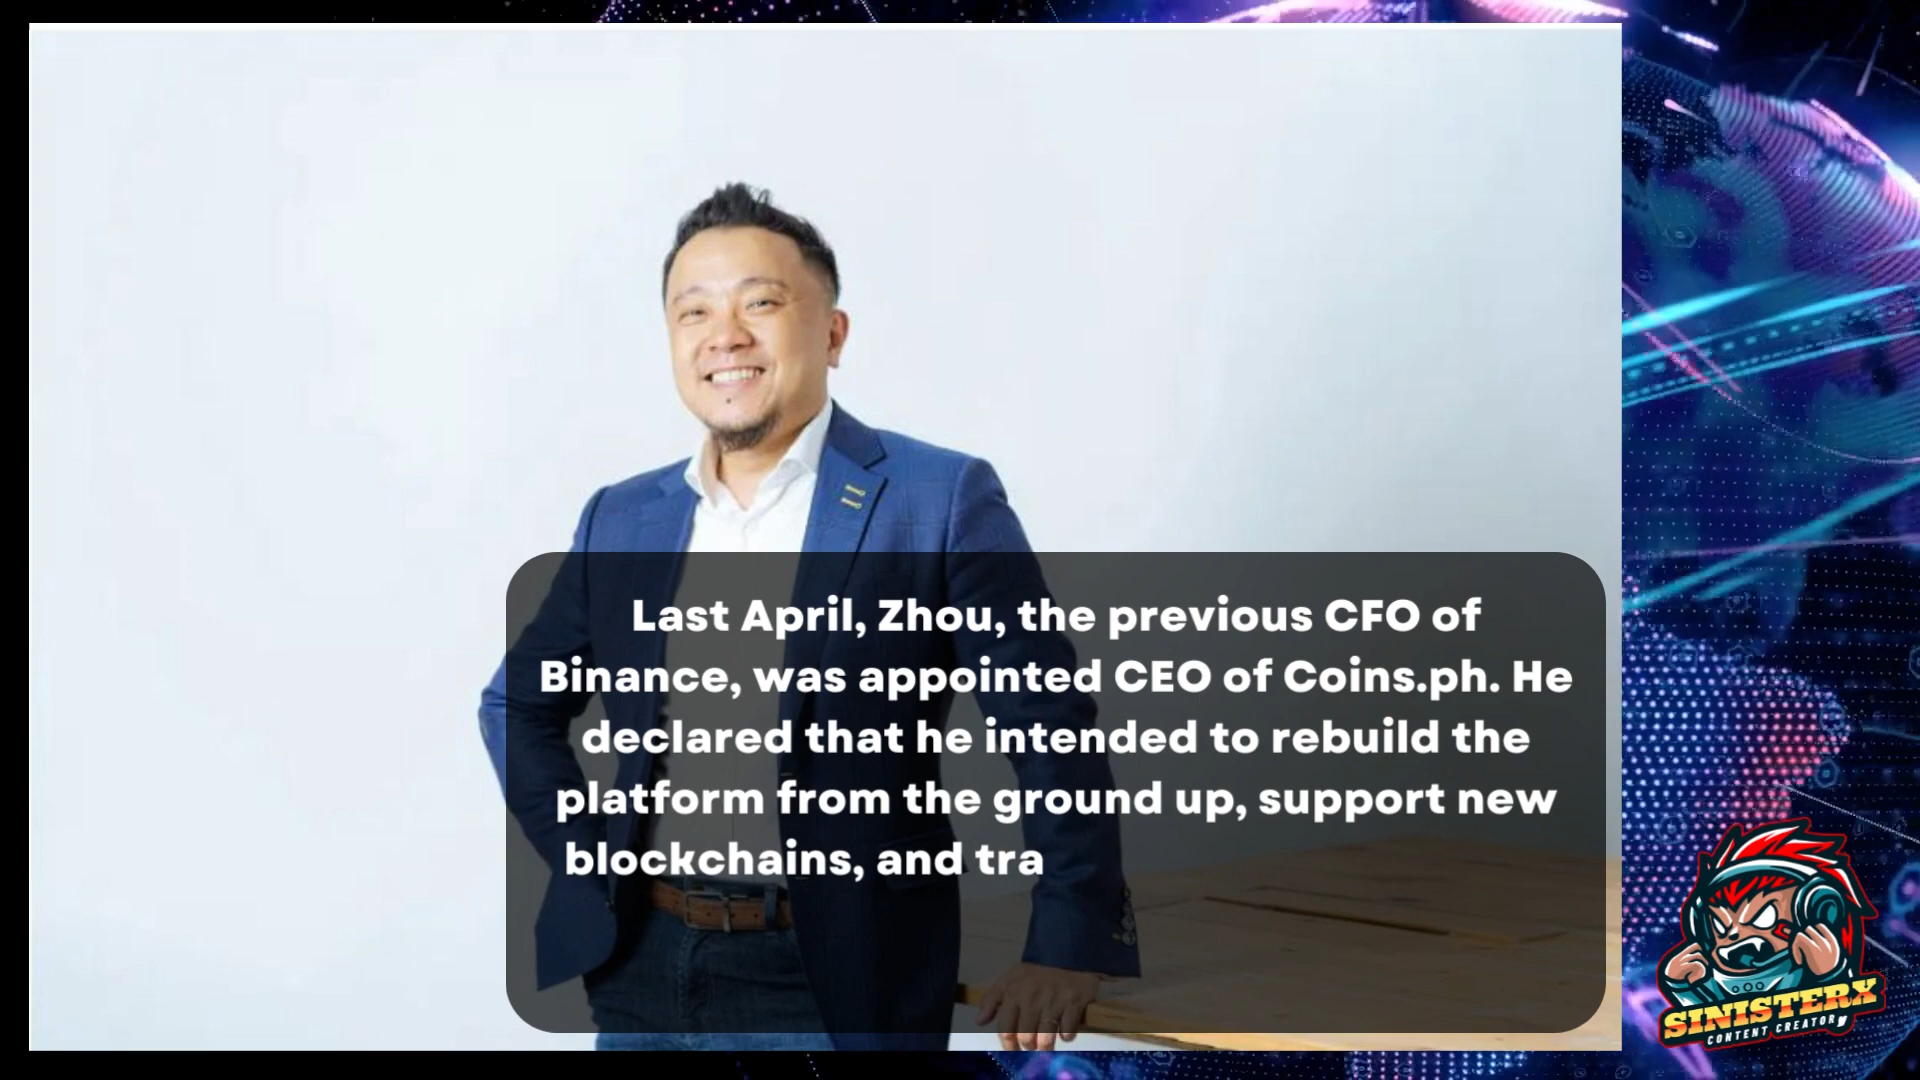 Last April, Zhou, the previous CFO of
Binance, was appointed CEO of Coins.ph. He
declared that he intended to rebuild the
platform from the ground up, support new
blockchains, and tra
SINISTERX
CONTENT CREATOR